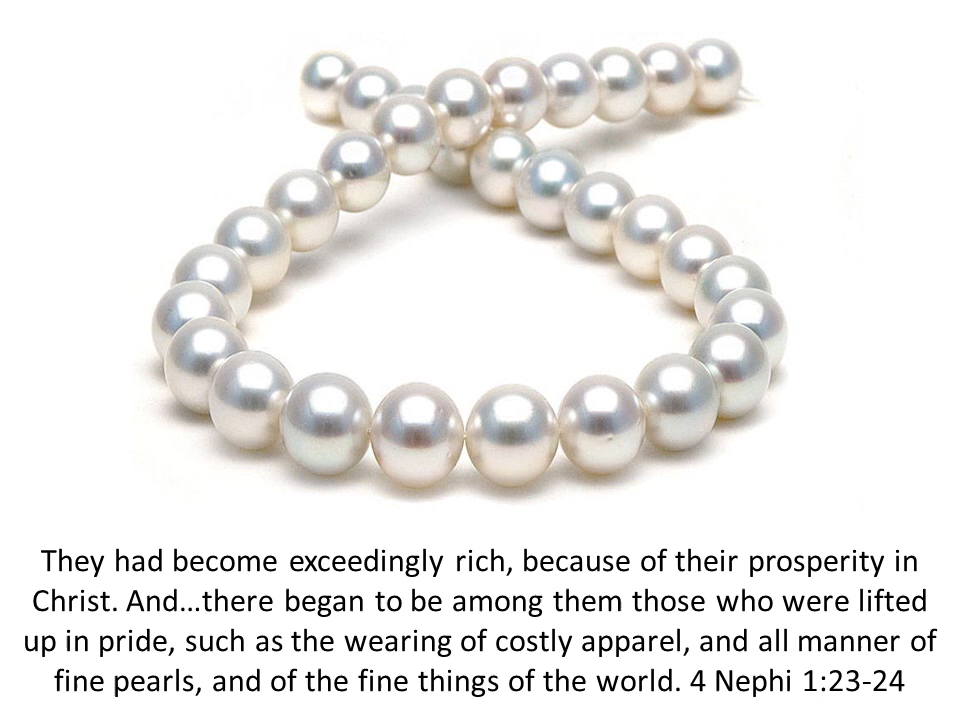 They had become exceedingly rich, because of their prosperity in
Christ. And…there began to be among them those who were lifted
up in pride, such as the wearing of costly apparel, and all manner of
fine pearls, and of the fine things of the world. 4 Nephi 1:23-24